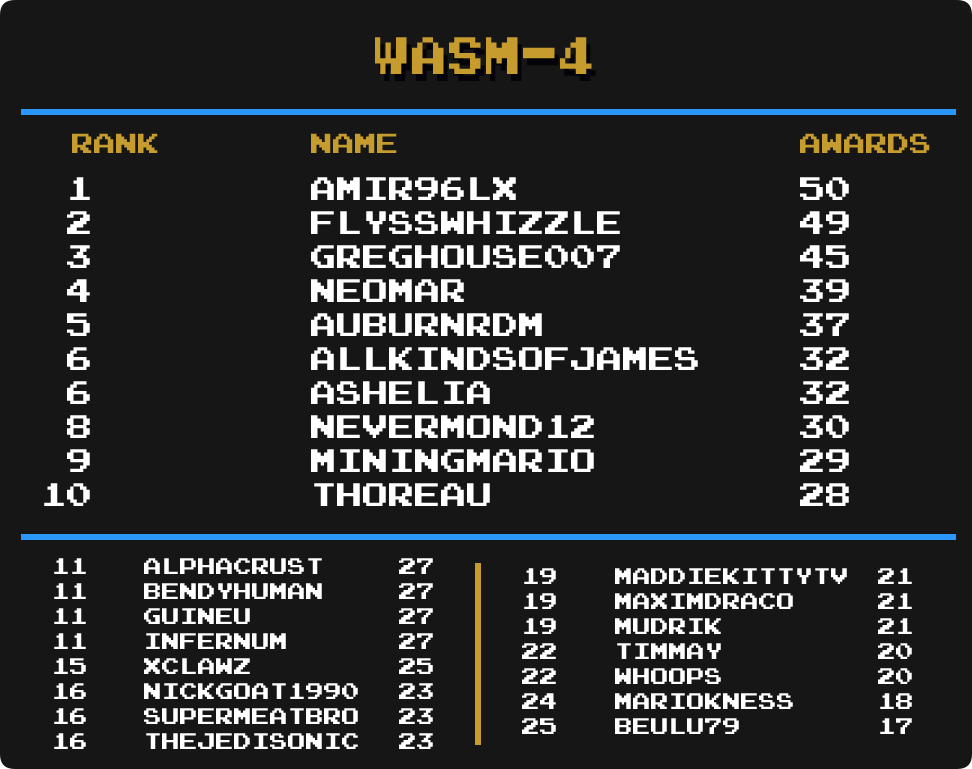 WASM-4
RANK NAME AWARDS
1 AMIR96LX 50
2 FLYSSWHIZZLE 49
3 GREGHOUSE007 45
4 NEOMAR 39
5 AUBURNRDM 37
6 ALLKINDSOFJAMES 32
6 ASHELIA 32
8 NEVERMOND12 30
9 MININGMARIO 29
10 THOREAU 28
11 ALPHACRUST 27
11 BENDYHUMAN 27
11 GUINEU 27
11 INFERNUM 27
15 XCLAWZ 25
16 NICKGOAT1990 23
16 SUPERMEATBRO 23
16 THEJEDISONIC 23
19 MADDIEKITTYTV 21
19 MAXIMDRACO 21
19 MUDRIK 21
22 TIMMAY 20
22 WHOOPS 20
24 MARIOKNESS 18
25 BEULU79 17